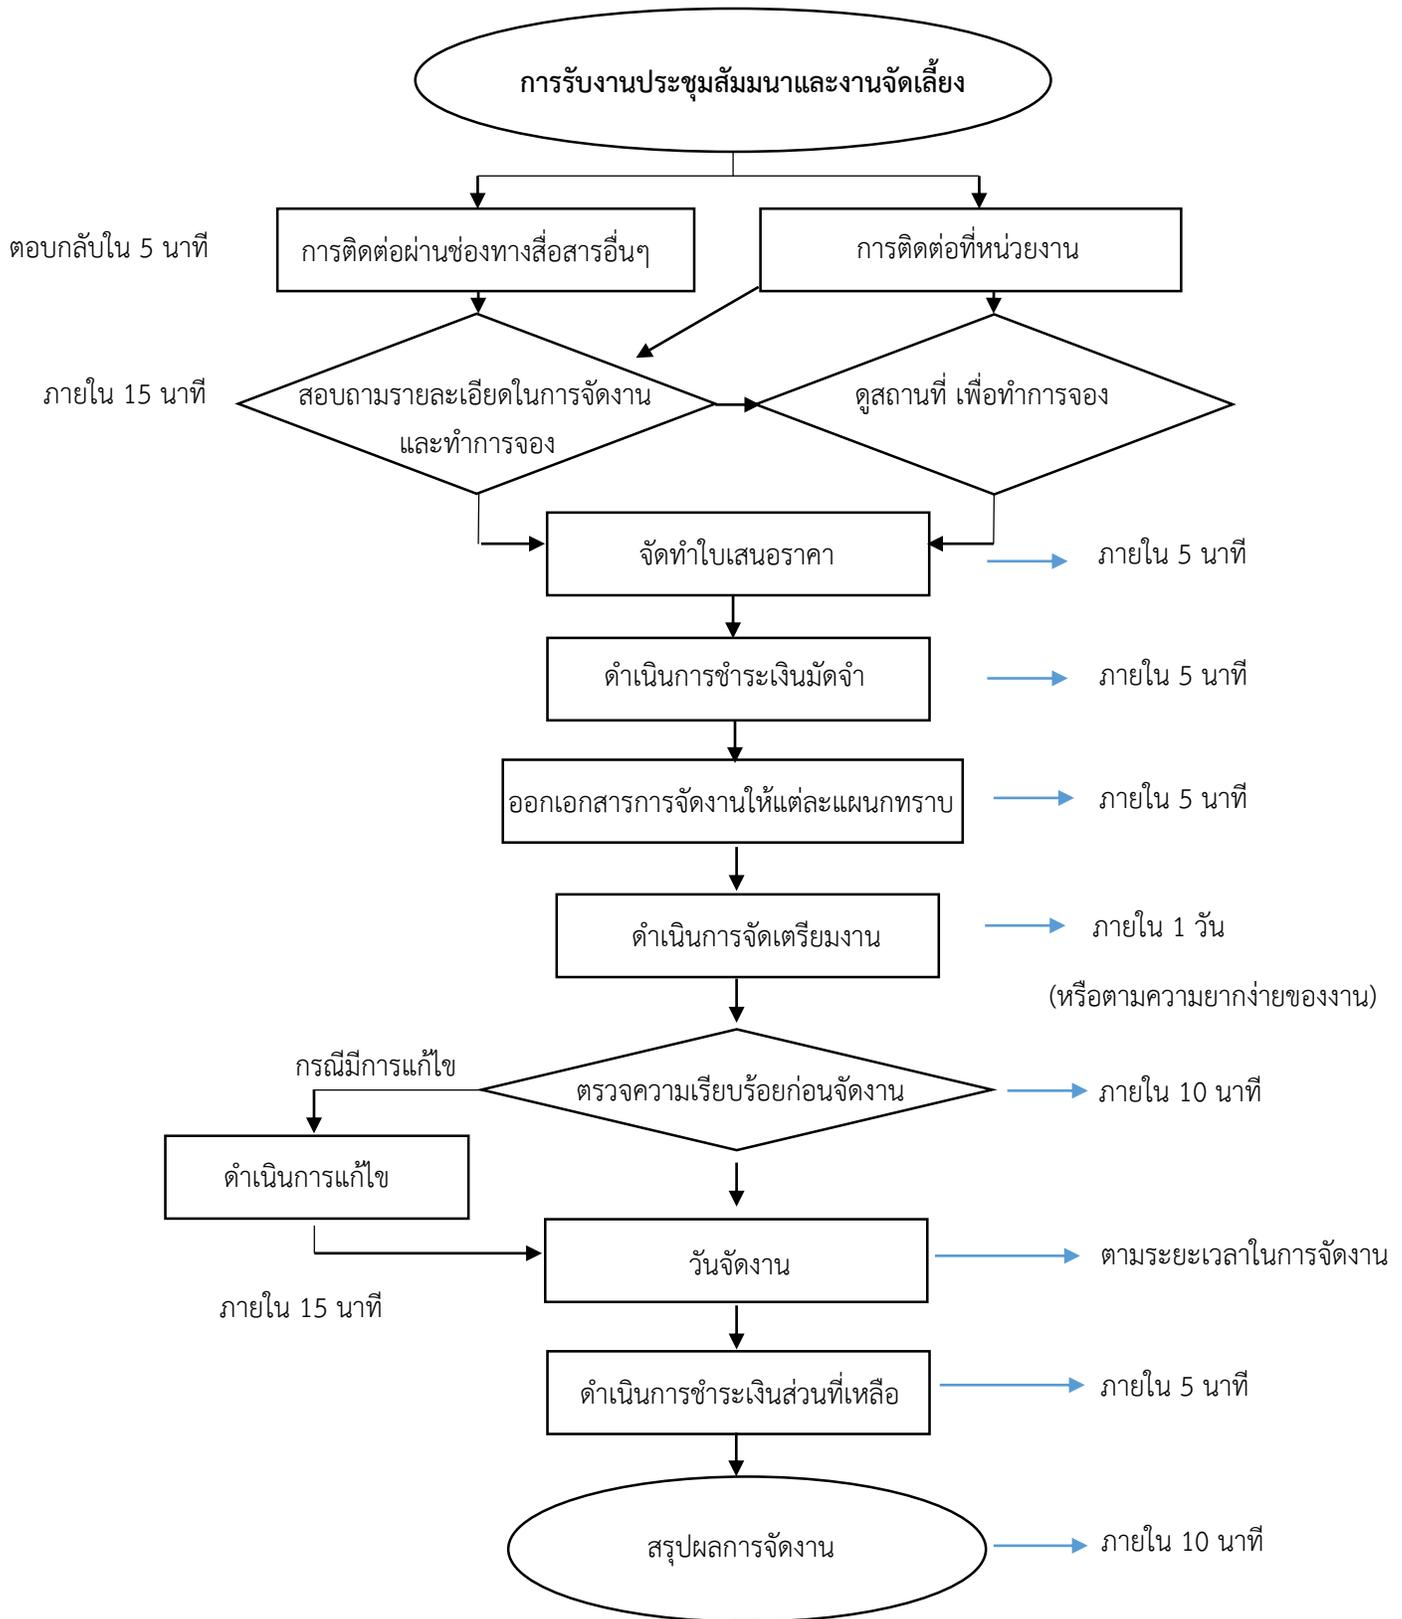 การรับงานประชุมสัมมนาและงานจัดเลี้ยง
ตอบกลับใน 5 นาที
การติดต่อผ่านช่องทางสื่อสารอื่นๆ
การติดต่อที่หน่วยงาน
ภายใน 15 นาที
สอบถามรายละเอียดในการจัดงาน
และทำการจอง
ดูสถานที่ เพื่อทำการจอง
จัดทำใบเสนอราคา
ภายใน 5 นาที
ดำเนินการชำระเงินมัดจำ
ภายใน 5 นาที
ออกเอกสารการจัดงานให้แต่ละแผนกทราบ
ภายใน 5 นาที
ดำเนินการจัดเตรียมงาน
ภายใน 1 วัน
(หรือตามความยากง่ายของงาน)
กรณีมีการแก้ไข
ตรวจความเรียบร้อยก่อนจัดงาน
ภายใน 10 นาที
ดำเนินการแก้ไข
วันจัดงาน
ตามระยะเวลาในการจัดงาน
ภายใน 15 นาที
ดำเนินการชำระเงินส่วนที่เหลือ
ภายใน 5 นาที
สรุปผลการจัดงาน
ภายใน 10 นาที